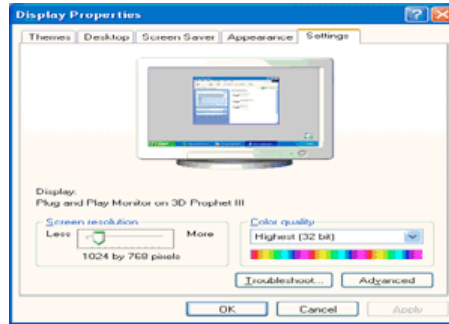 Display Properties
Themes Desktop Screen Saver Appearance Settings
Display:
Plug and Play Monitor on 3D Prophet III
Screen resolution
Less More
1024 by 768 pixels
Color quality
Highest (32 bit)
Troubleshoot... Advanced
OK Cancel Apply